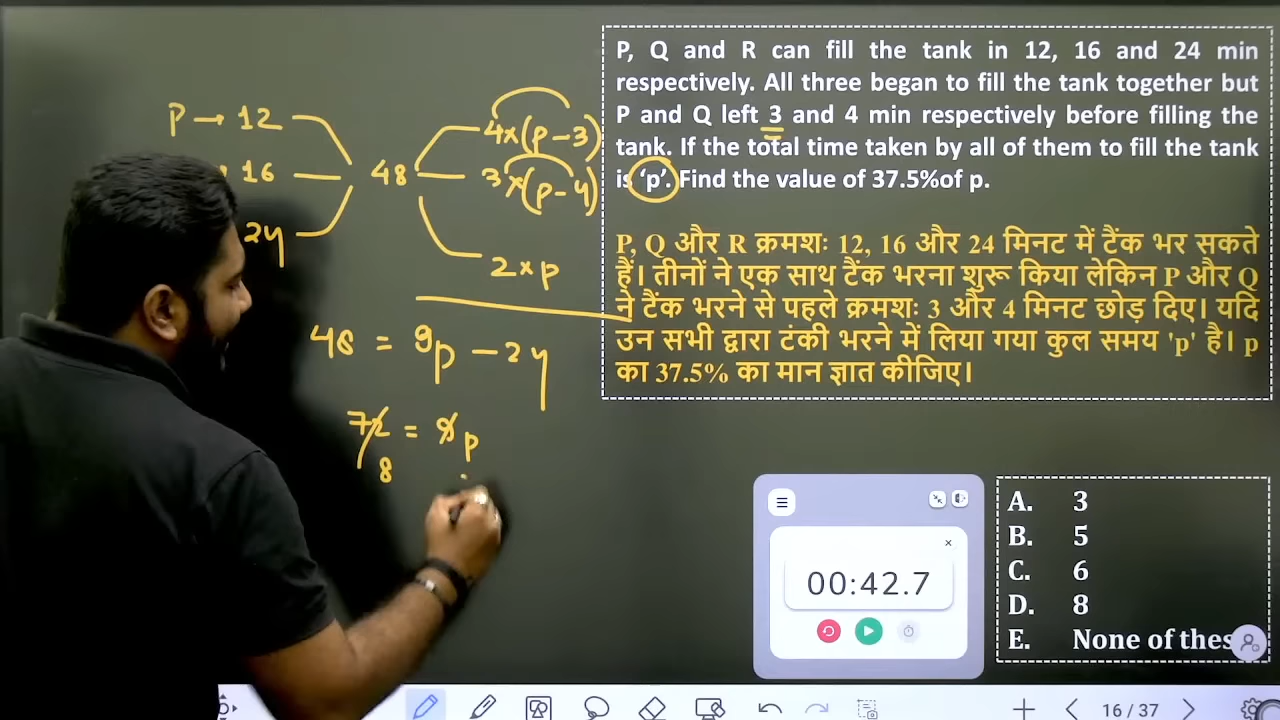 P, Q and R can fill the tank in 12, 16 and 24 min
respectively. All three began to fill the tank together but
P and Q left 3 and 4 min respectively before filling the
tank. If the total time taken by all of them to fill the tank
is 'p'. Find the value of 37.5%of p.
P, Q और R क्रमशः 12, 16 और 24 मिनट में टैंक भर सकते
हैं। तीनों ने एक साथ टैंक भरना शुरू किया लेकिन P और Q
ने टैंक भरने से पहले क्रमशः 3 और 4 मिनट छोड़ दिए। यदि
उन सभी द्वारा टंकी भरने में लिया गया कुल समय 'p' है। p
का 37.5% का मान ज्ञात कीजिए।
P → 12
16
24
48
4×(p-3)
3×(p-4)
2×p
48 = 9p - 24
72 = 9p
8
00:42.7
A. 3
B. 5
C. 6
D. 8
E. None of thes
16 / 37